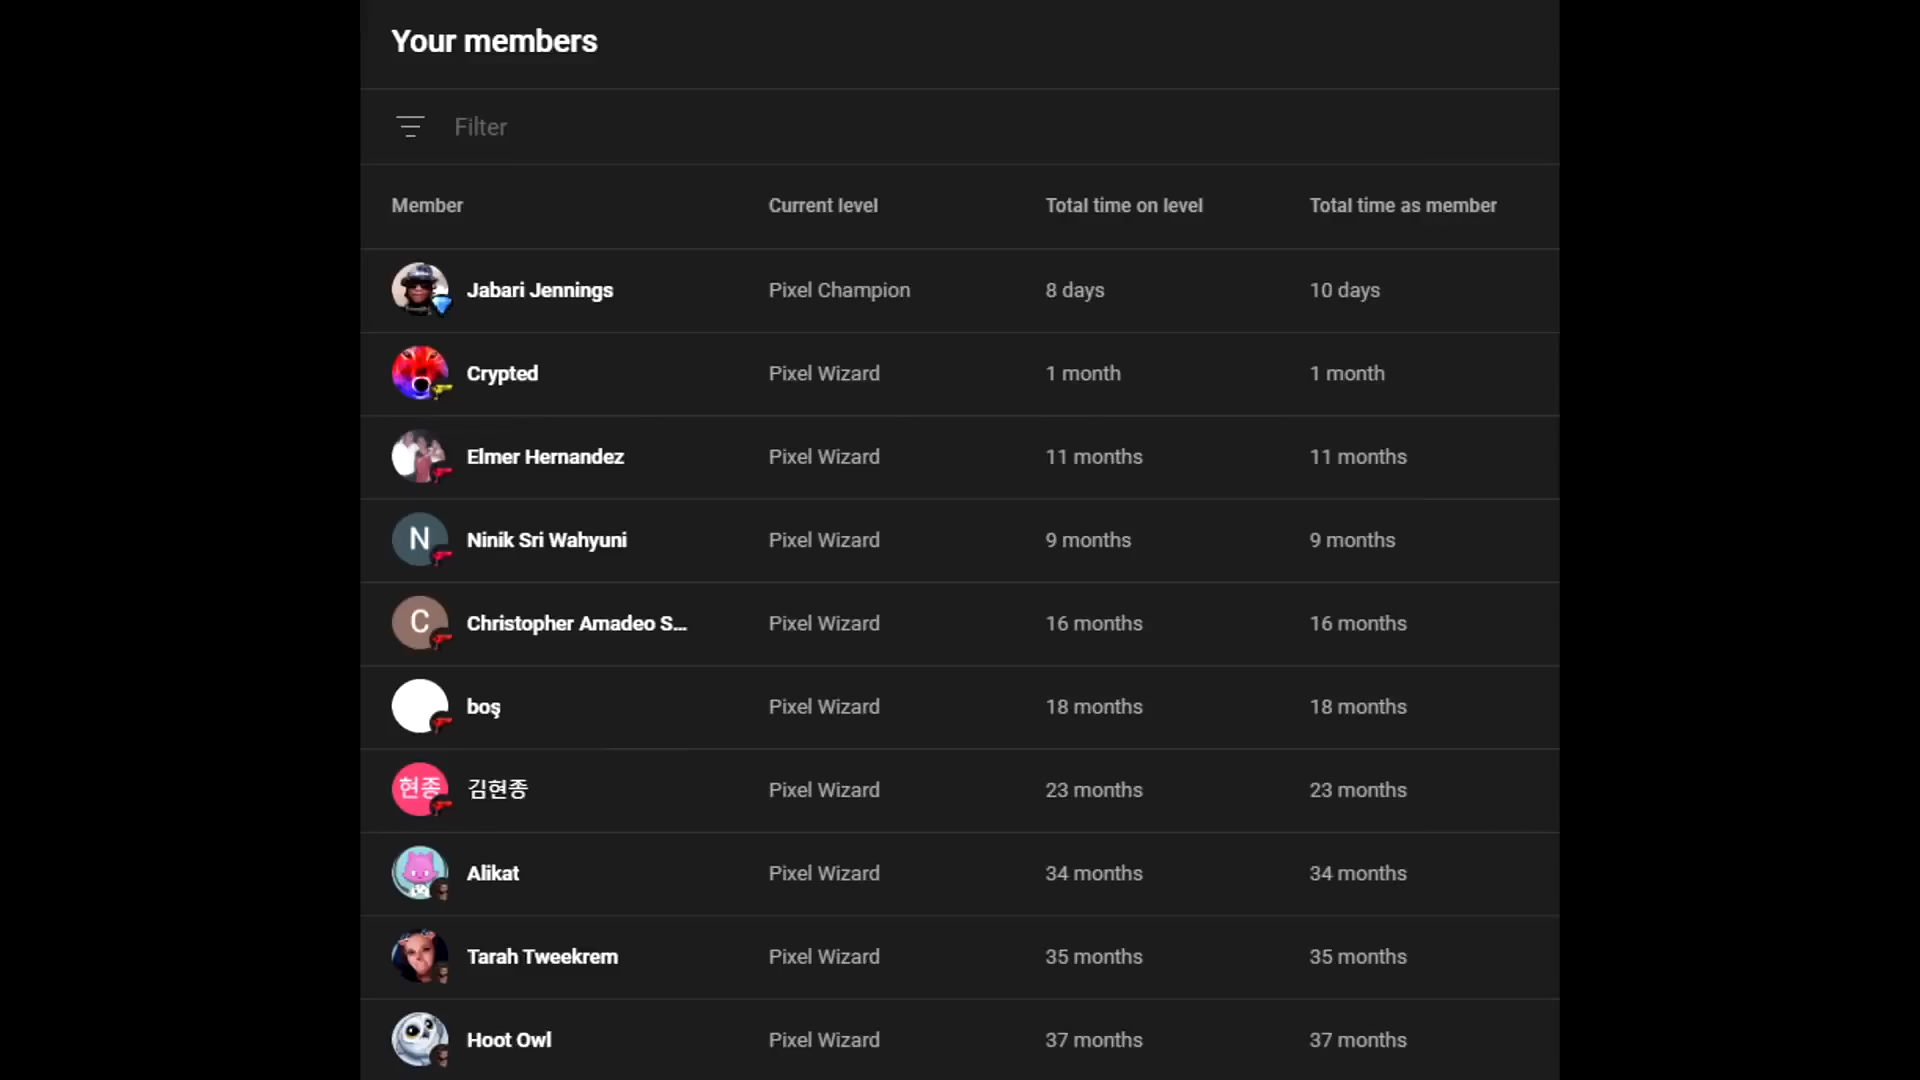 Your members
Filter
Member Current level Total time on level Total time as member
Jabari Jennings Pixel Champion 8 days 10 days
Crypted Pixel Wizard 1 month 1 month
Elmer Hernandez Pixel Wizard 11 months 11 months
N Ninik Sri Wahyuni Pixel Wizard 9 months 9 months
C Christopher Amadeo S... Pixel Wizard 16 months 16 months
boş Pixel Wizard 18 months 18 months
현종 김현종 Pixel Wizard 23 months 23 months
Alikat Pixel Wizard 34 months 34 months
Tarah Tweekrem Pixel Wizard 35 months 35 months
Hoot Owl Pixel Wizard 37 months 37 months